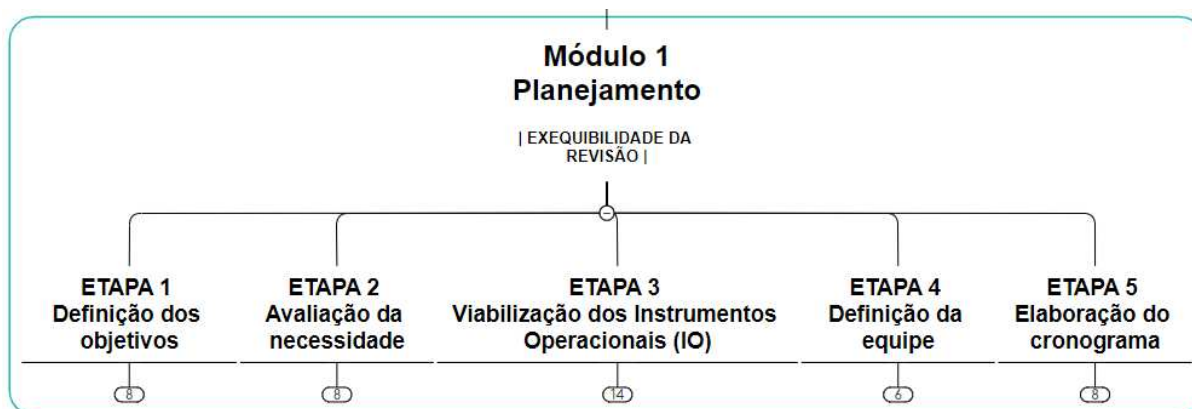 Módulo 1
Planejamento
| EXEQUIBILIDADE DA
REVISÃO |
ETAPA 1
Definição dos
objetivos
8
ETAPA 2
Avaliação da
necessidade
8
ETAPA 3
Viabilização dos Instrumentos
Operacionais (IO)
14
ETAPA 4
Definição da
equipe
6
ETAPA 5
Elaboração do
cronograma
8